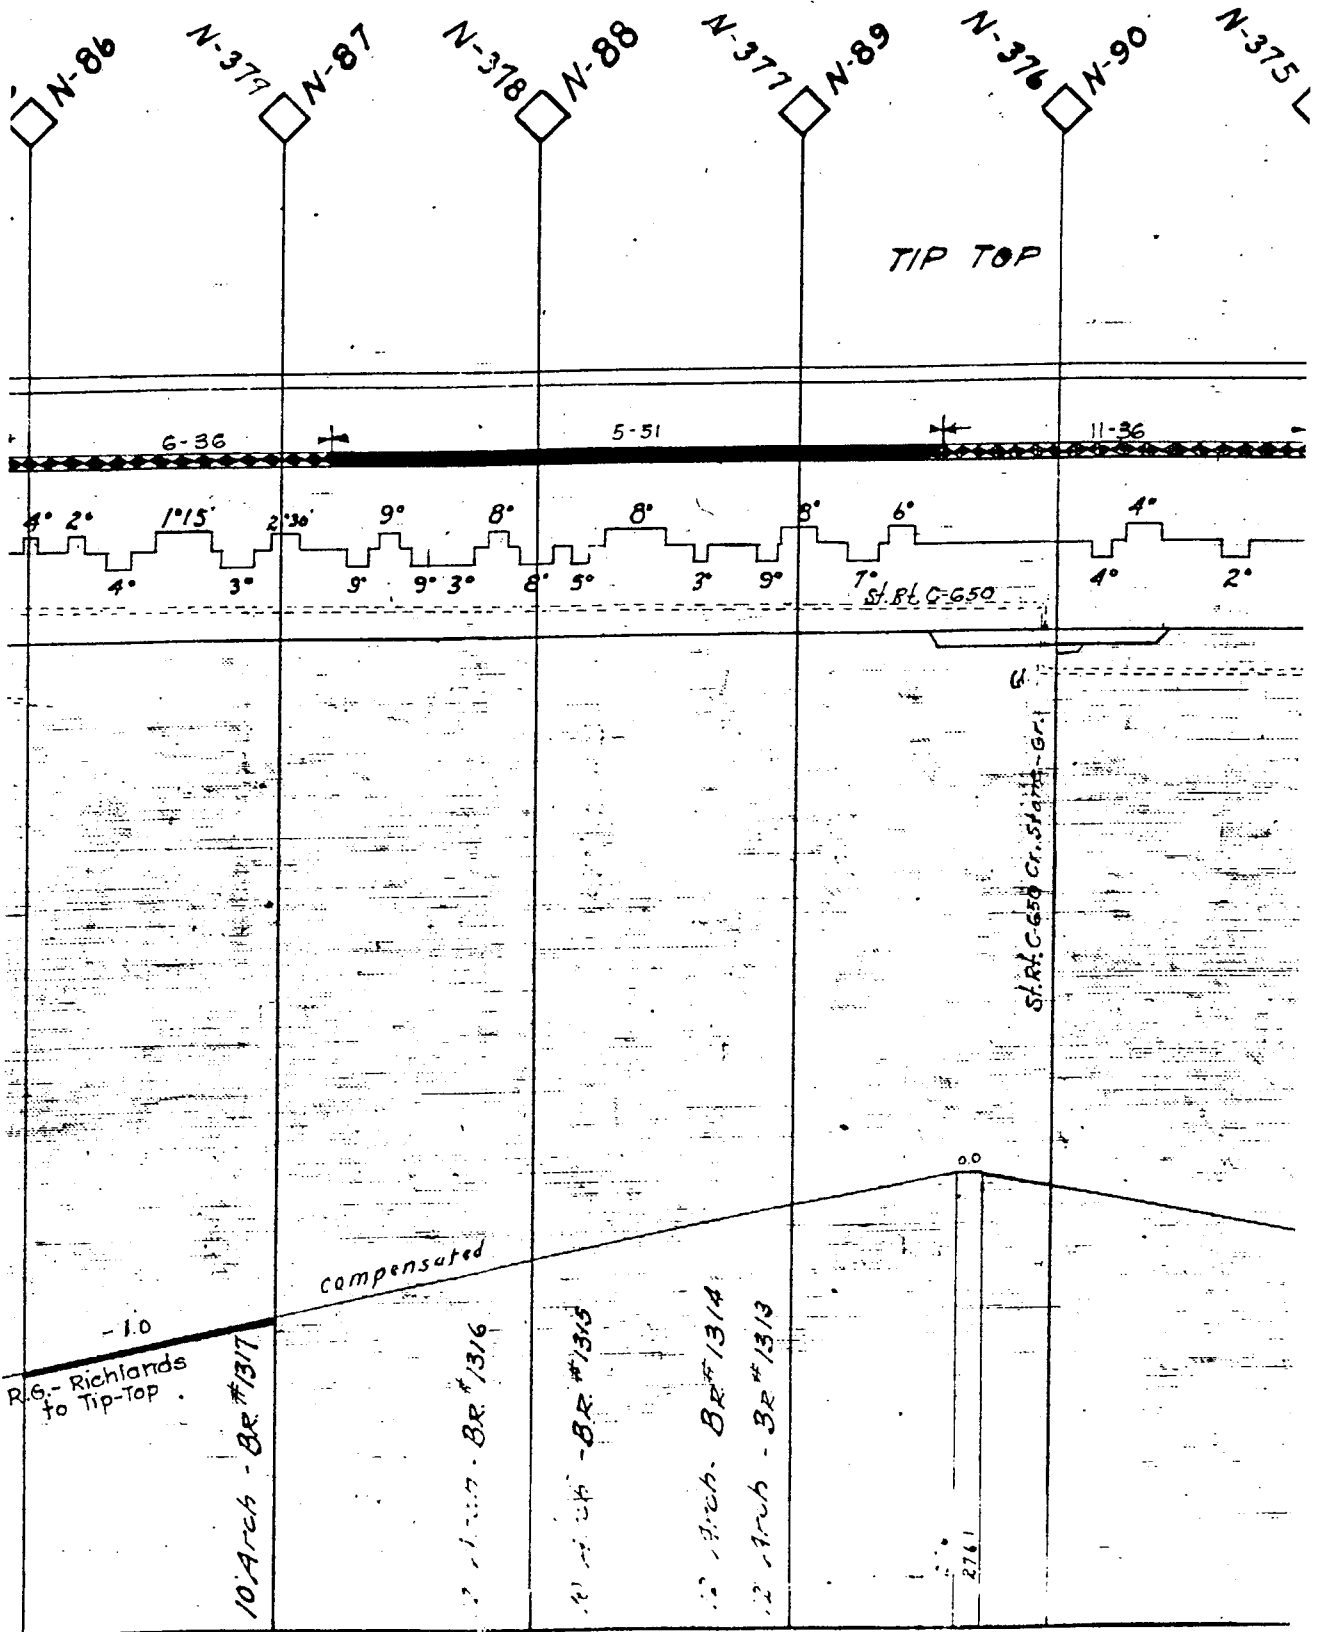 N-86
N-379 N-87
N-378 N-88
N-377 N-89
N-376 N-90
N-375
TIP TOP
6-36
5-51
11-36
4° 2° 1°15' 2°30' 9° 8° 8° 8° 6° 4°
4° 3° 9° 9° 3° 8° 5° 3° 9° 7° 4° 2°
St. Rt. C-650
St. Rt. C-650 Cr.
0.0
compensated
-1.0
R.G.- Richlands
to Tip-Top
10' Arch - BR.#1317
BR.#1316
-BR.#1315
Arch- BR.#1314
12' Arch - BR.#1313
2761